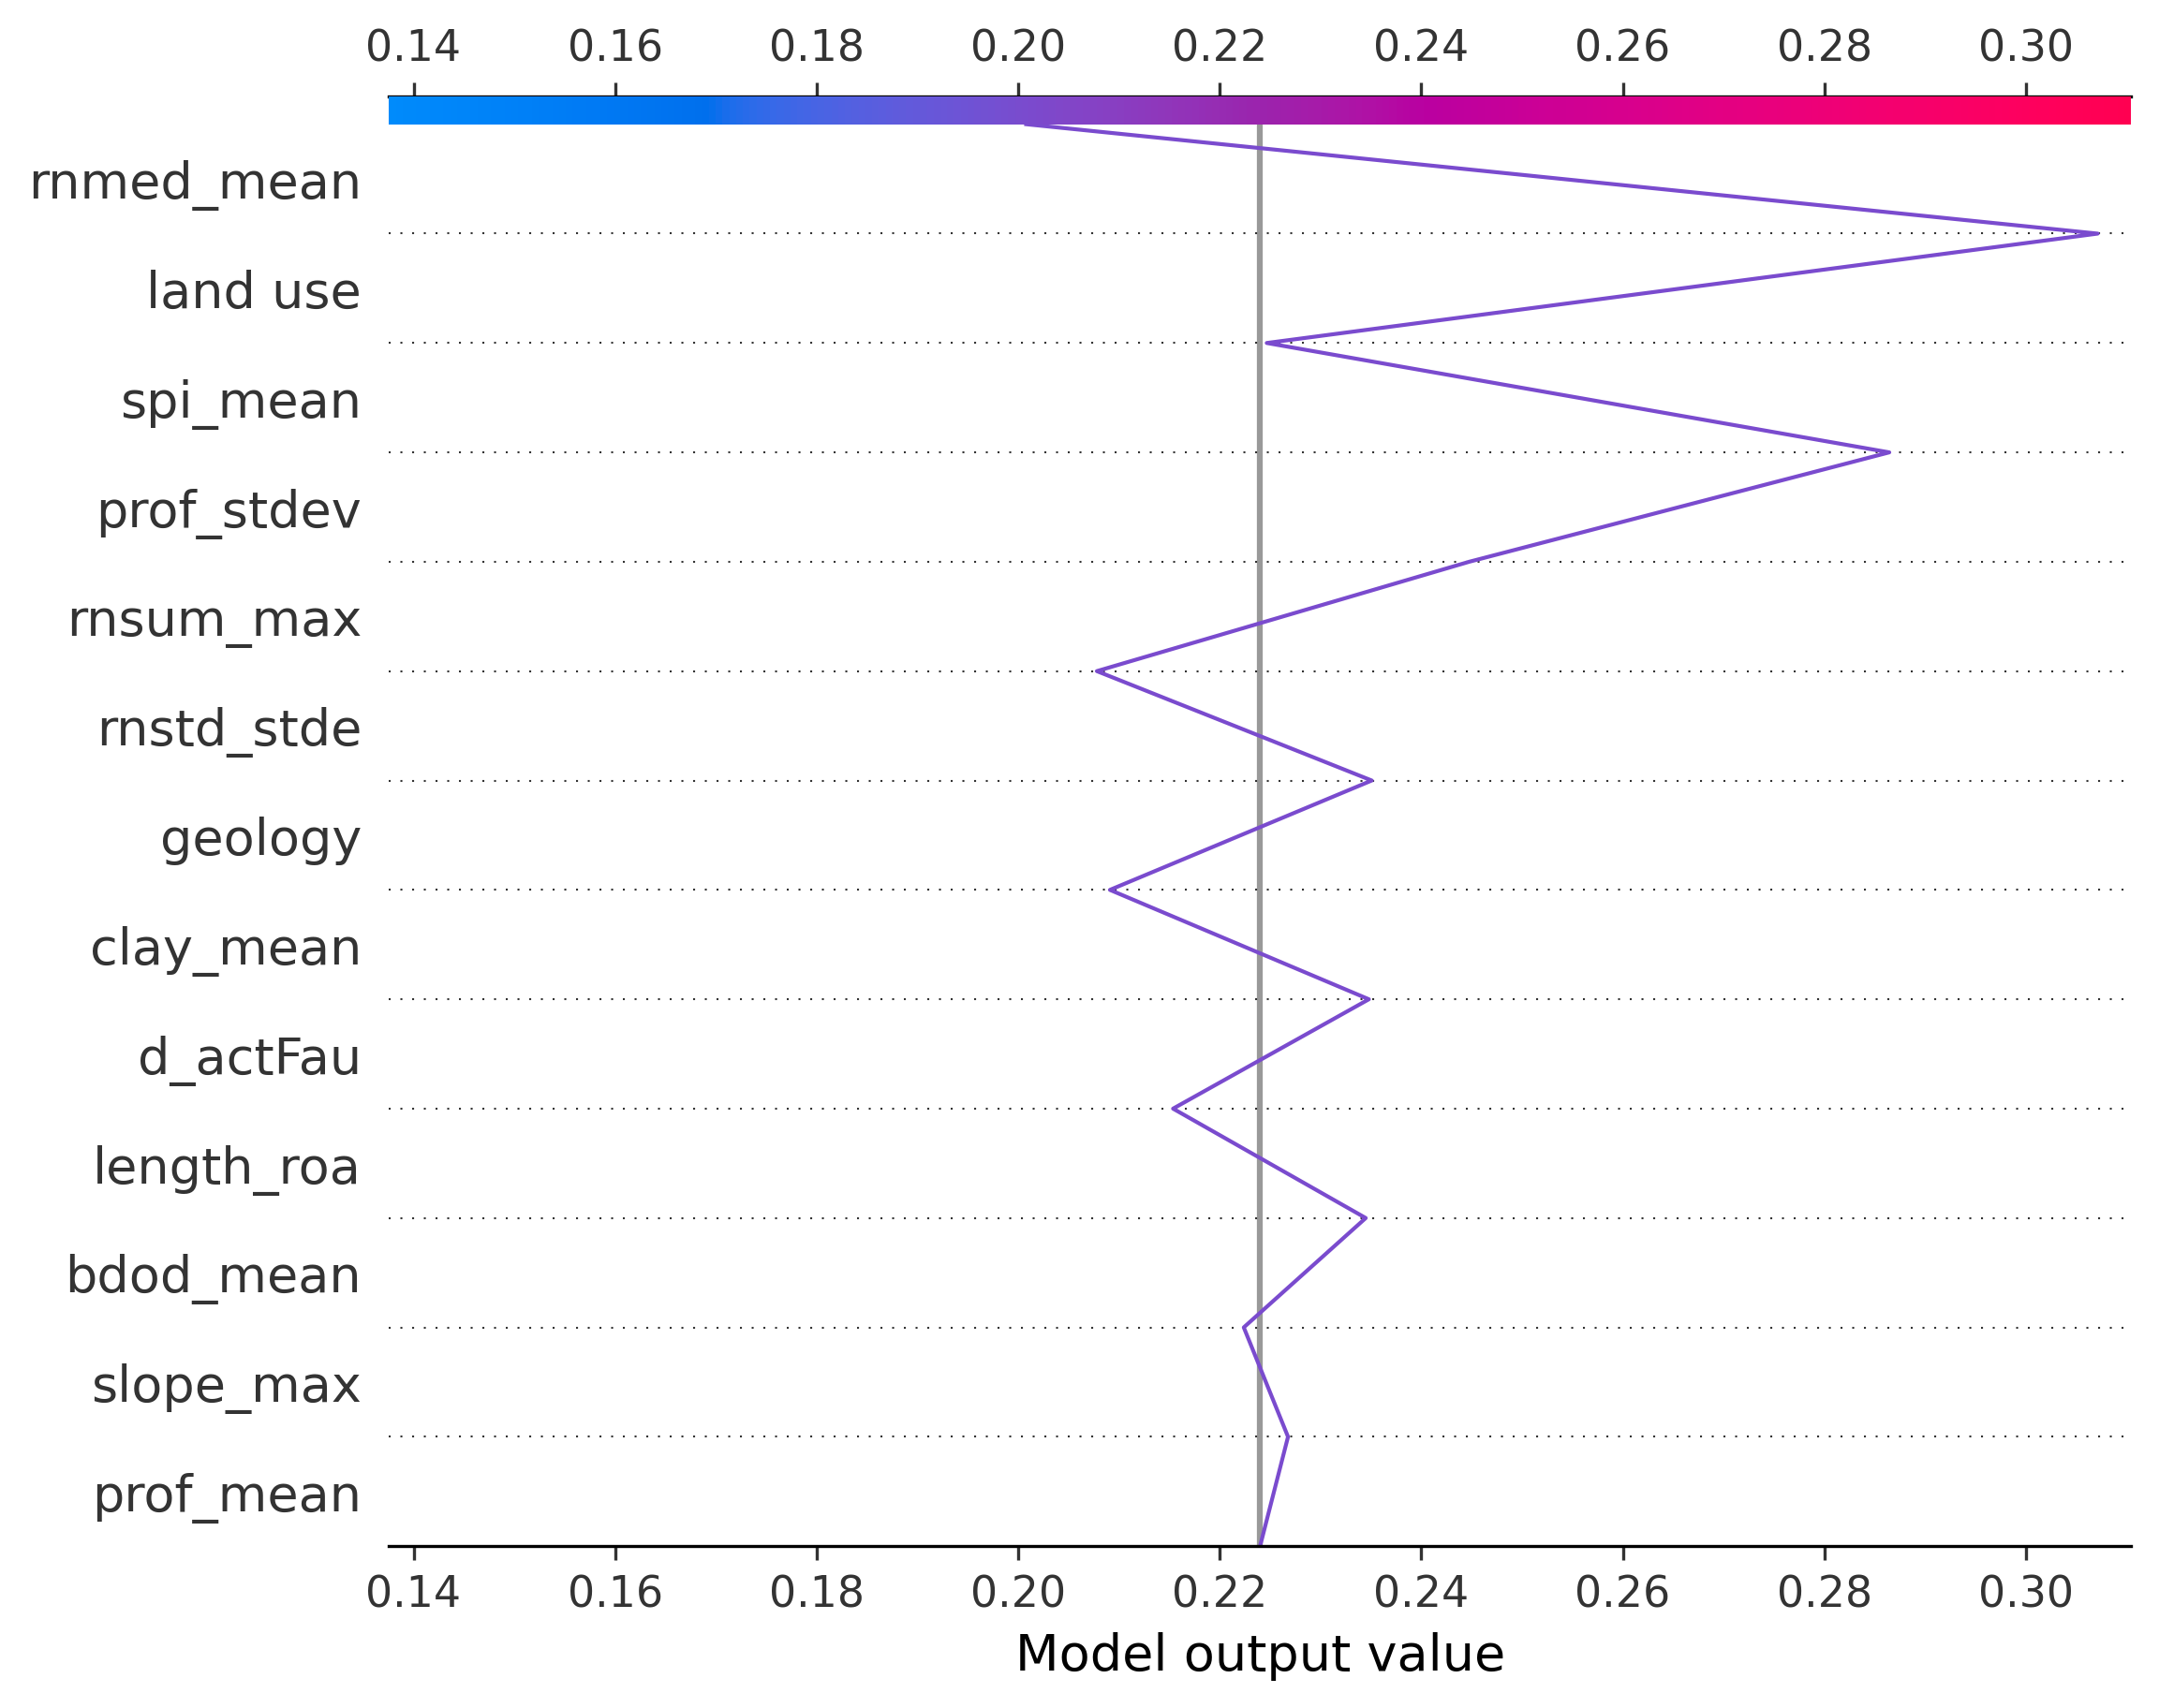 0.14 0.16 0.18 0.20 0.22 0.24 0.26 0.28 0.30
rnmed_mean
land use
spi_mean
prof_stdev
rnsum_max
rnstd_stde
geology
clay_mean
d_actFau
length_roa
bdod_mean
slope_max
prof_mean
0.14 0.16 0.18 0.20 0.22 0.24 0.26 0.28 0.30
Model output value